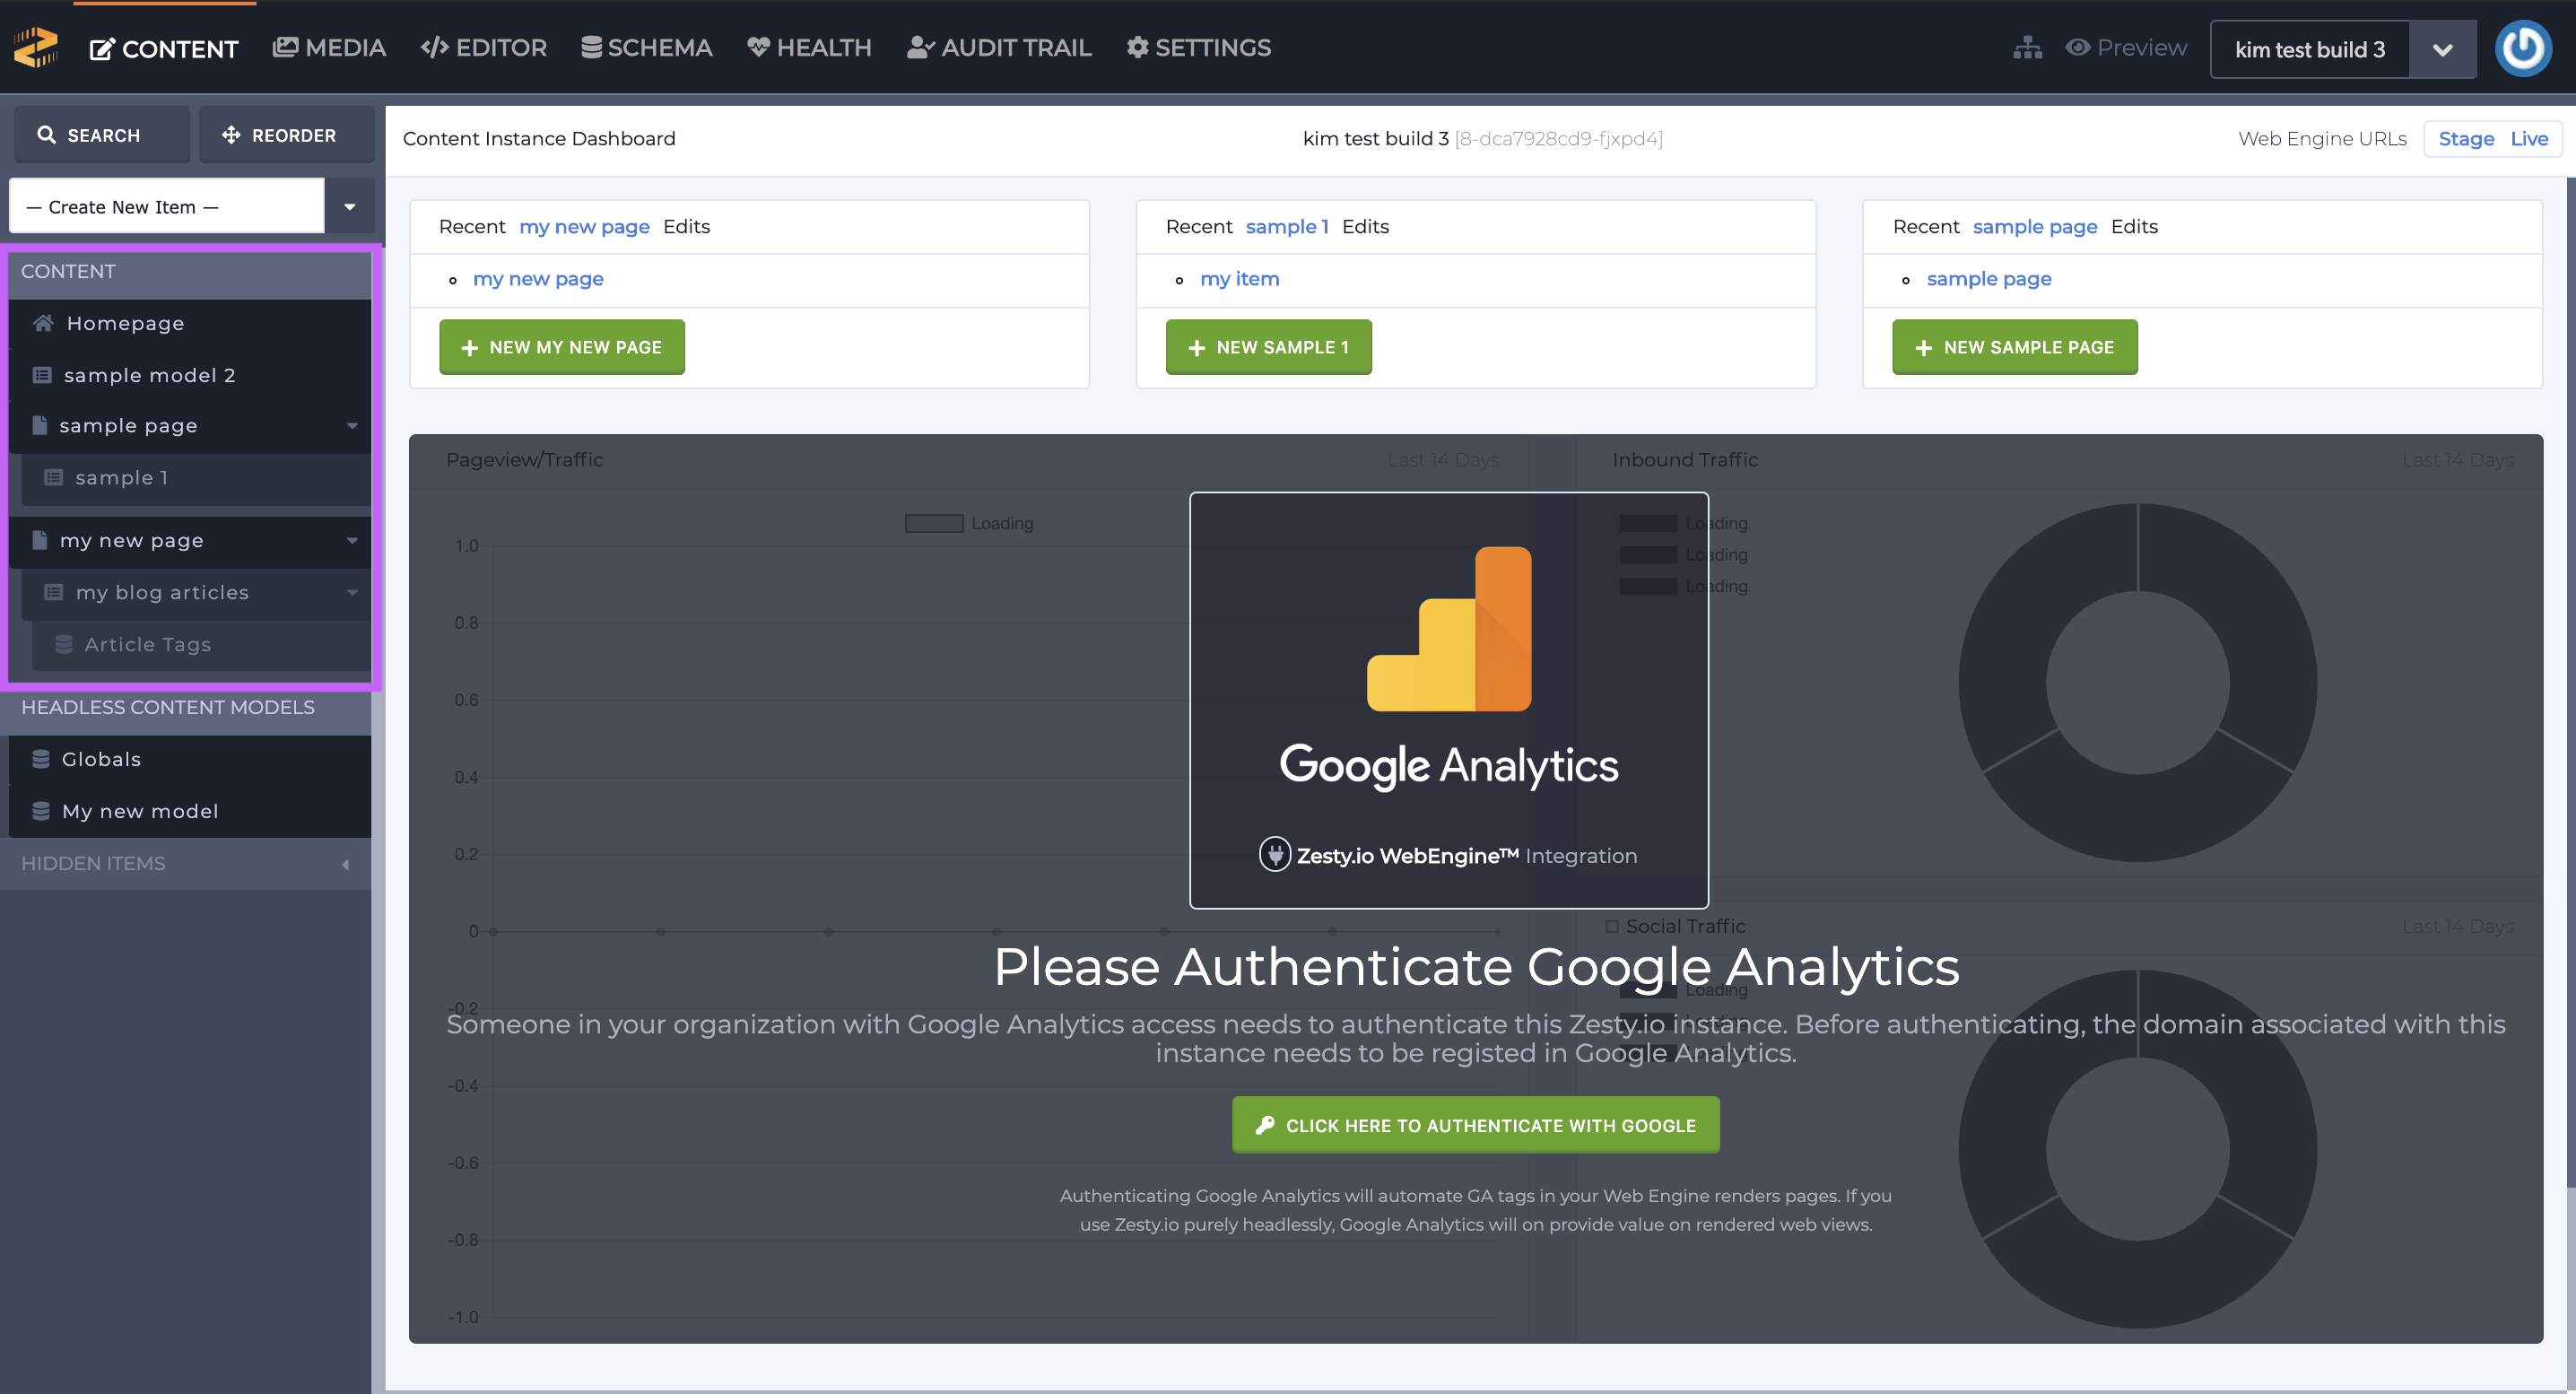 CONTENT MEDIA EDITOR SCHEMA HEALTH AUDIT TRAIL SETTINGS Preview kim test build 3
SEARCH REORDER
— Create New Item —
CONTENT
Homepage
sample model 2
sample page
sample 1
my new page
my blog articles
Article Tags
HEADLESS CONTENT MODELS
Globals
My new model
HIDDEN ITEMS
Content Instance Dashboard kim test build 3 [8-dca7928cd9-fjxpd4] Web Engine URLs Stage Live
Recent my new page Edits
my new page
NEW MY NEW PAGE
Recent sample 1 Edits
my item
NEW SAMPLE 1
Recent sample page Edits
sample page
NEW SAMPLE PAGE
Pageview/Traffic Last 14 Days
Loading
1.0
0.8
0.6
0.4
0.2
0
-0.2
-0.4
-0.6
-0.8
-1.0
Inbound Traffic Last 14 Days
Loading
Loading
Loading
Google Analytics
Zesty.io WebEngine™ Integration
Social Traffic Last 14 Days
Loading
Please Authenticate Google Analytics
Someone in your organization with Google Analytics access needs to authenticate this Zesty.io instance. Before authenticating, the domain associated with this
instance needs to be registed in Google Analytics.
CLICK HERE TO AUTHENTICATE WITH GOOGLE
Authenticating Google Analytics will automate GA tags in your Web Engine renders pages. If you
use Zesty.io purely headlessly, Google Analytics will on provide value on rendered web views.